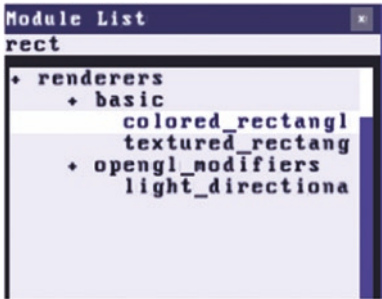 Module List x
rect
+ renderers
+ basic
colored_rectangl
textured_rectang
+ opengl_modifiers
light_directiona